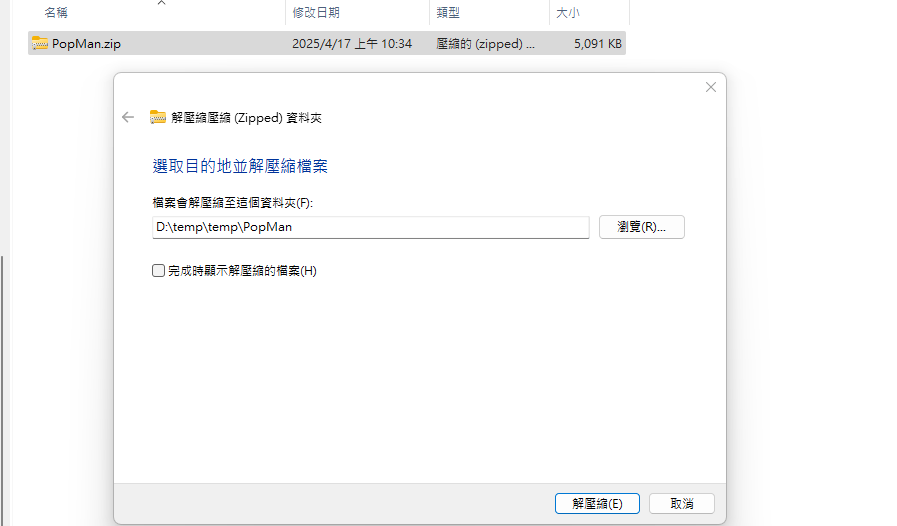 名稱 修改日期 類型 大小
PopMan.zip 2025/4/17 上午 10:34 壓縮的 (zipped) ... 5,091 KB
解壓縮壓縮 (Zipped) 資料夾
選取目的地並解壓縮檔案
檔案會解壓縮至這個資料夾(F):
D:\temp\temp\PopMan 瀏覽(R)...
完成時顯示解壓縮的檔案(H)
解壓縮(E) 取消